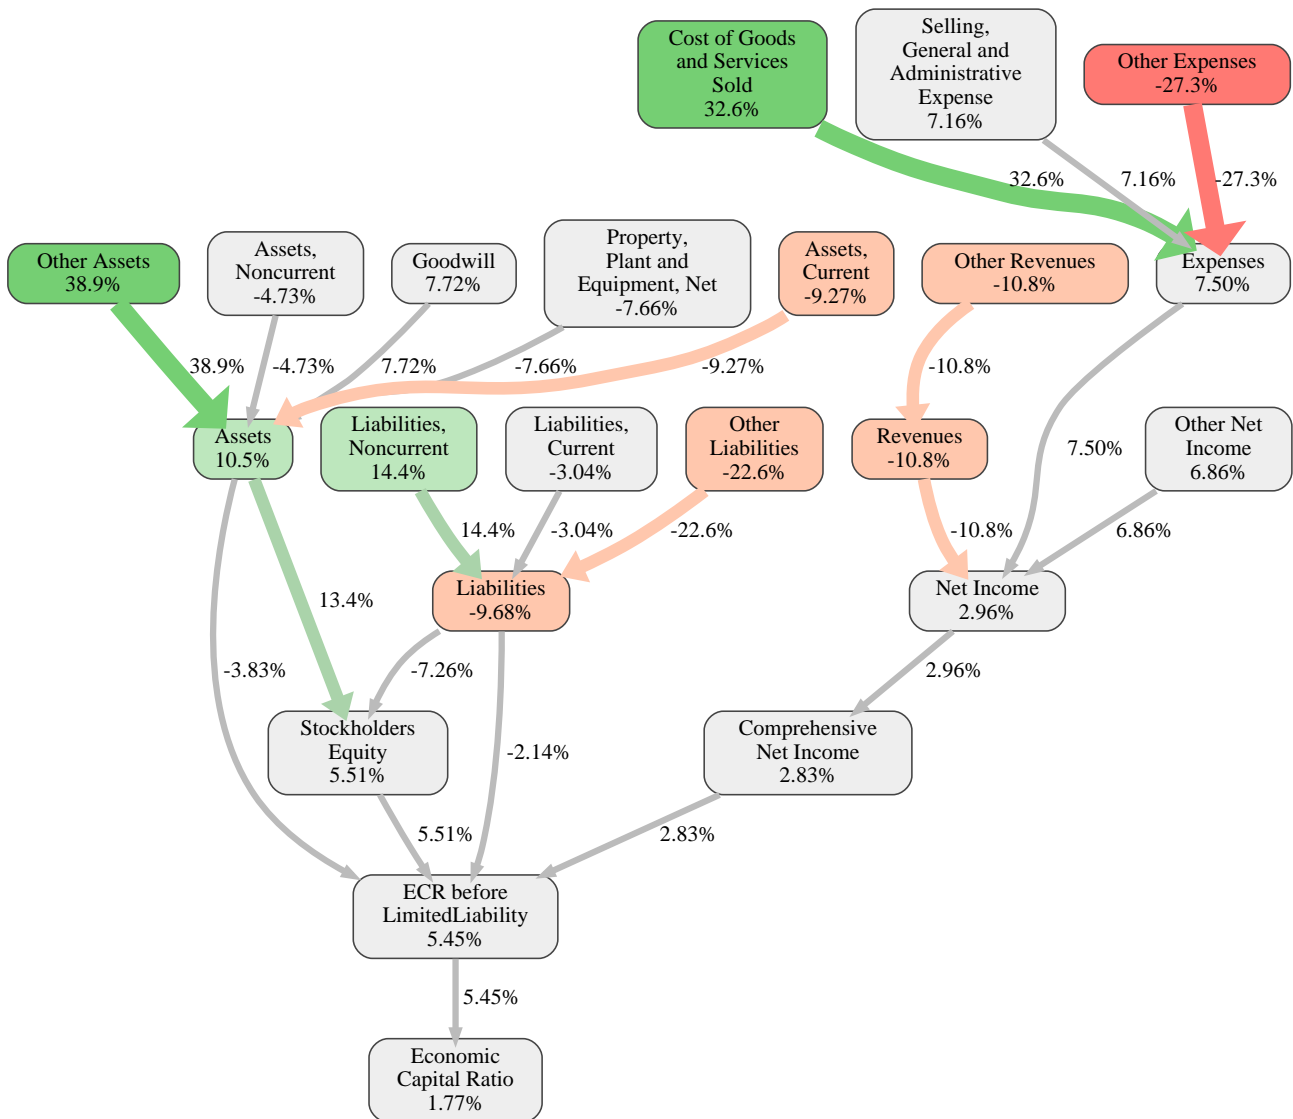 Cost of Goods
and Services
Sold
32.6%
Selling,
General and
Administrative
Expense
7.16%
Other Expenses
-27.3%
32.6%
7.16%
-27.3%
Other Assets
38.9%
Assets,
Noncurrent
-4.73%
Goodwill
7.72%
Property,
Plant and
Equipment, Net
-7.66%
Assets,
Current
-9.27%
Other Revenues
-10.8%
Expenses
7.50%
38.9%
-4.73%
7.72%
-7.66%
-9.27%
-10.8%
7.50%
Assets
10.5%
Liabilities,
Noncurrent
14.4%
Liabilities,
Current
-3.04%
Other
Liabilities
-22.6%
Revenues
-10.8%
Other Net
Income
6.86%
14.4%
-3.04%
-22.6%
-10.8%
6.86%
13.4%
Liabilities
-9.68%
Net Income
2.96%
-3.83%
-7.26%
-2.14%
2.96%
Stockholders
Equity
5.51%
Comprehensive
Net Income
2.83%
5.51%
2.83%
ECR before
LimitedLiability
5.45%
5.45%
Economic
Capital Ratio
1.77%